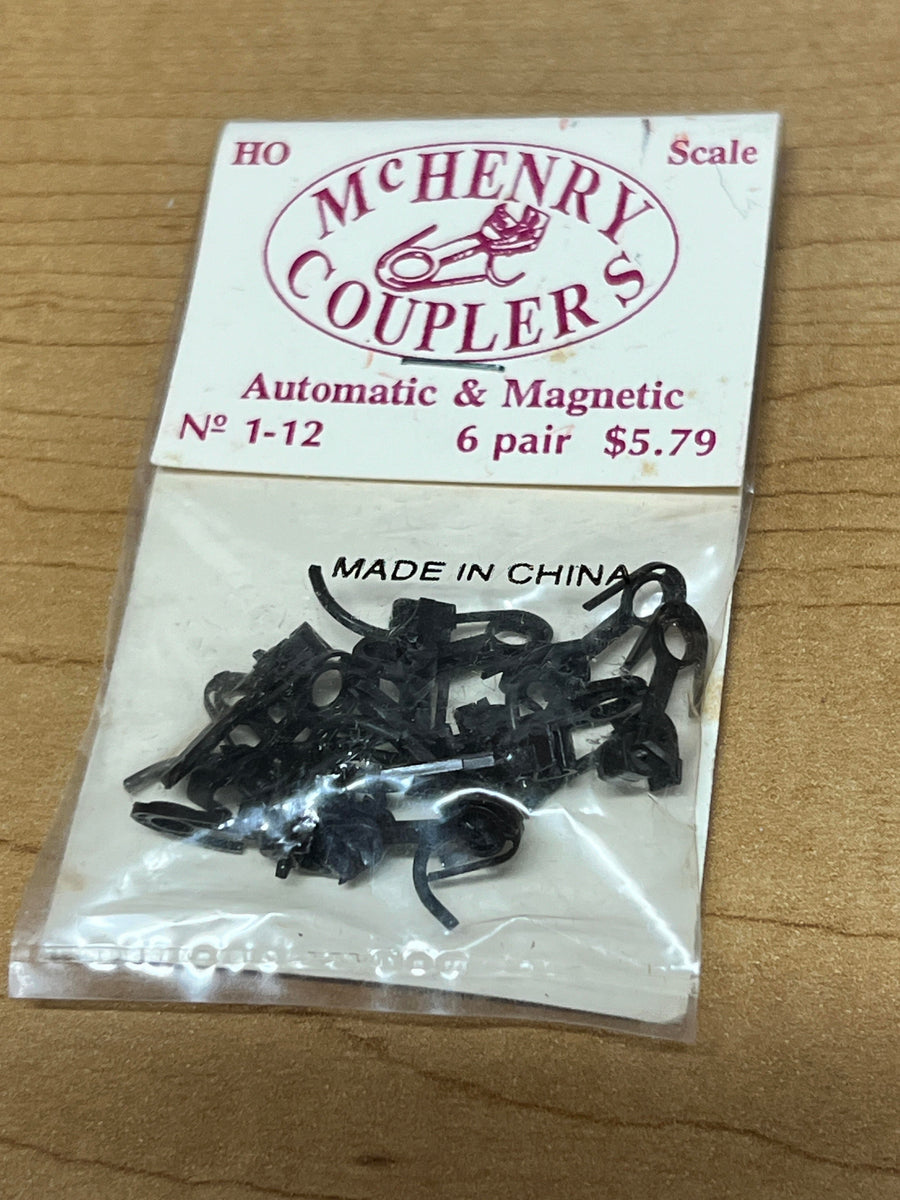 HO Scale
McHENRY
COUPLERS
Automatic & Magnetic
Nº 1-12 6 pair $5.79
MADE IN CHINA